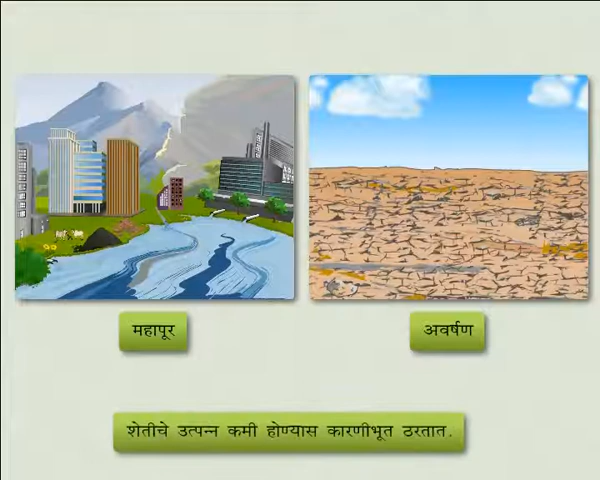 महापूर
अवर्षण
शेतीचे उत्पन्न कमी होण्यास कारणीभूत ठरतात.